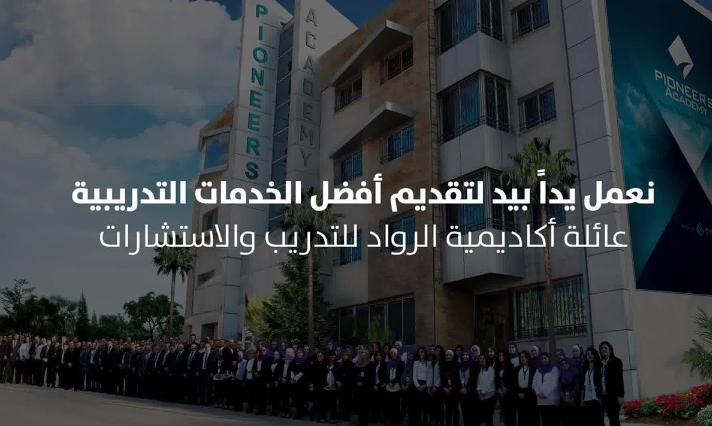 PIONEERS
ACADEMY
PIONEERS
ACADEMY
نعمل يداً بيد لتقديم أفضل الخدمات التدريبية
عائلة أكاديمية الرواد للتدريب والاستشارات